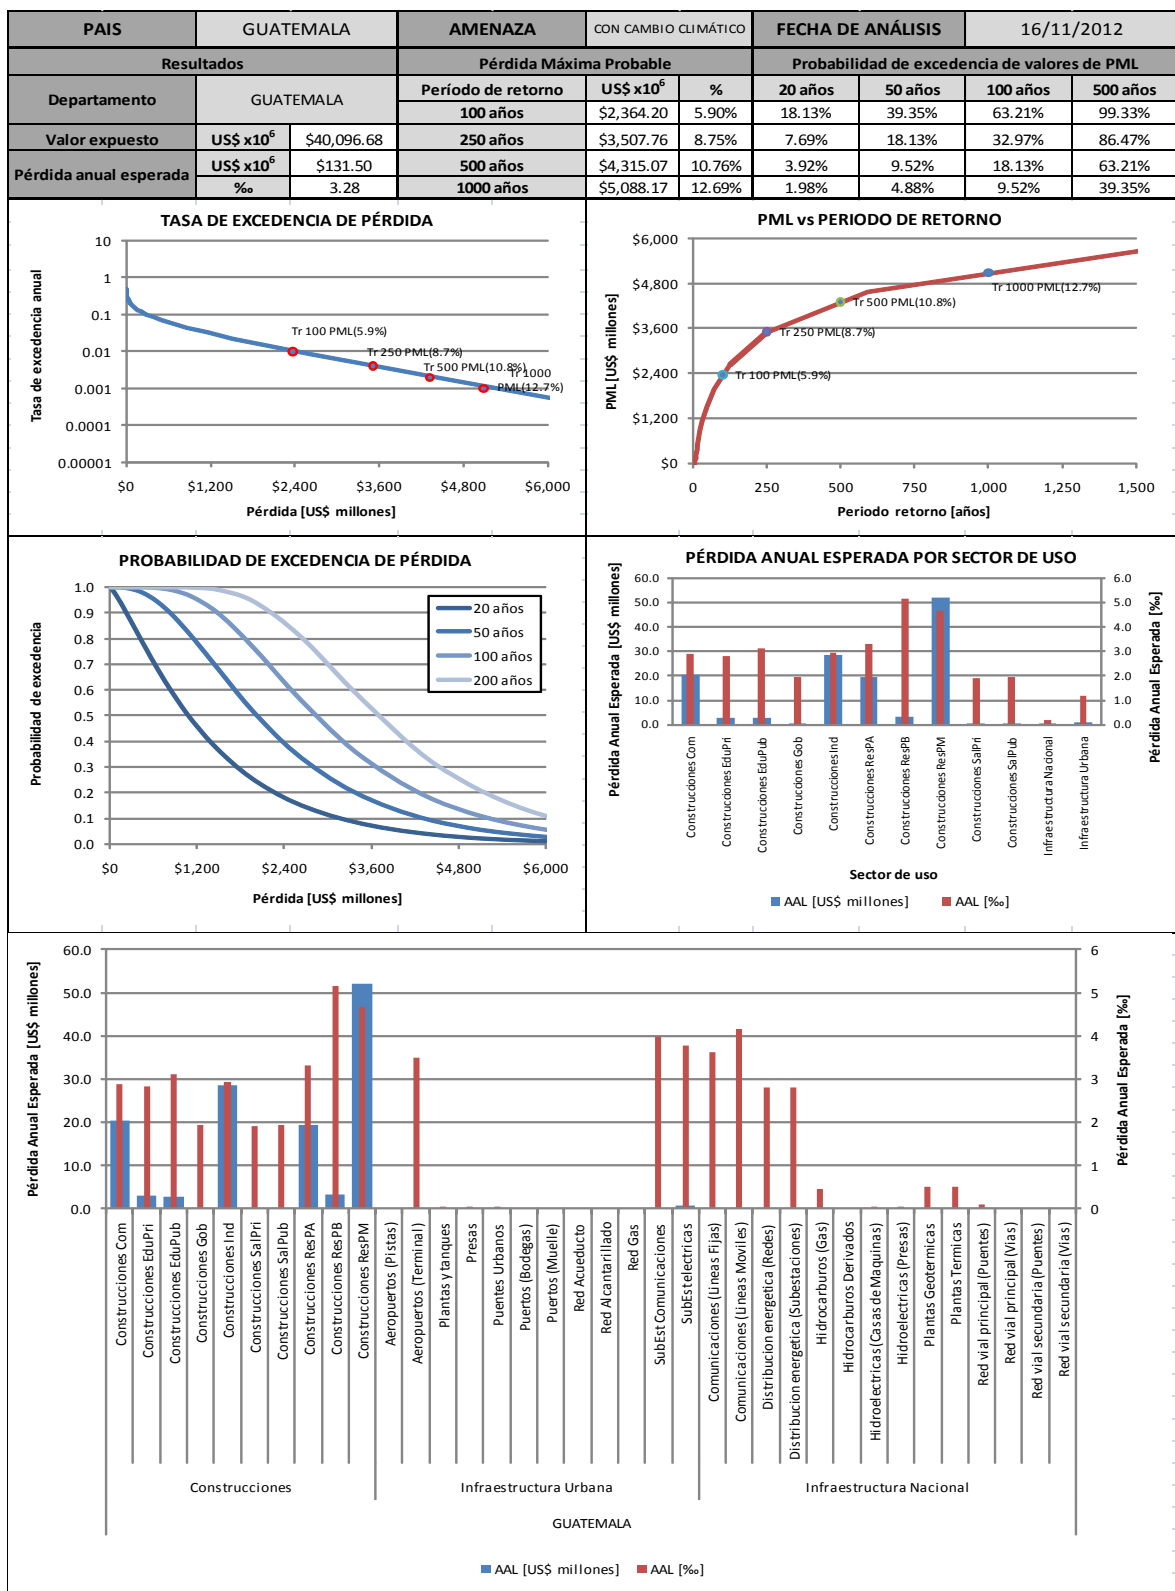 PAIS GUATEMALA AMENAZA CON CAMBIO CLIMÁTICO FECHA DE ANÁLISIS 16/11/2012
Resultados Pérdida Máxima Probable Probabilidad de excedencia de valores de PML
Departamento GUATEMALA Período de retorno US$ x10⁶ % 20 años 50 años 100 años 500 años
100 años $2,364.20 5.90% 18.13% 39.35% 63.21% 99.33%
Valor expuesto US$ x10⁶ $40,096.68 250 años $3,507.76 8.75% 7.69% 18.13% 32.97% 86.47%
Pérdida anual esperada US$ x10⁶ $131.50 500 años $4,315.07 10.76% 3.92% 9.52% 18.13% 63.21%
‰ 3.28 1000 años $5,088.17 12.69% 1.98% 4.88% 9.52% 39.35%
TASA DE EXCEDENCIA DE PÉRDIDA
Tasa de excedencia anual
10
1
0.1
0.01
0.001
0.0001
0.00001
Tr 100 PML(5.9%)
Tr 250 PML(8.7%)
Tr 500 PML(10.8%)
Tr 1000
PML(12.7%)
$0 $1,200 $2,400 $3,600 $4,800 $6,000
Pérdida [US$ millones]
PML vs PERIODO DE RETORNO
PML [US$ millones]
$6,000
$4,800
$3,600
$2,400
$1,200
$0
Tr 1000 PML(12.7%)
Tr 500 PML(10.8%)
Tr 250 PML(8.7%)
Tr 100 PML(5.9%)
0 250 500 750 1,000 1,250 1,500
Periodo retorno [años]
PROBABILIDAD DE EXCEDENCIA DE PÉRDIDA
Probabilidad de excedencia
1.0
0.9
0.8
0.7
0.6
0.5
0.4
0.3
0.2
0.1
0.0
20 años
50 años
100 años
200 años
$0 $1,200 $2,400 $3,600 $4,800 $6,000
Pérdida [US$ millones]
PÉRDIDA ANUAL ESPERADA POR SECTOR DE USO
Pérdida Anual Esperada [US$ millones]
60.0
50.0
40.0
30.0
20.0
10.0
0.0
6.0
5.0
4.0
3.0
2.0
1.0
0.0
Pérdida Anual Esperada [‰]
Construcciones Com
Construcciones EduPri
Construcciones EduPub
Construcciones Gob
Construcciones Ind
Construcciones ResPA
Construcciones ResPB
Construcciones ResPM
Construcciones SalPri
Construcciones SalPub
Infraestructura Nacional
Infraestructura Urbana
Sector de uso
AAL [US$ millones] AAL [‰]
Pérdida Anual Esperada [US$ millones]
60.0
50.0
40.0
30.0
20.0
10.0
0.0
6
5
4
3
2
1
0
Pérdida Anual Esperada [‰]
Construcciones Com
Construcciones EduPri
Construcciones EduPub
Construcciones Gob
Construcciones Ind
Construcciones SalPri
Construcciones SalPub
Construcciones ResPA
Construcciones ResPB
Construcciones ResPM
Aeropuertos (Pistas)
Aeropuertos (Terminal)
Plantas y tanques
Presas
Puentes Urbanos
Puertos (Bodegas)
Puertos (Muelle)
Red Acueducto
Red Alcantarillado
Red Gas
SubEst Comunicaciones
SubEst electricas
Comunicaciones (Lineas Fijas)
Comunicaciones (Lineas Moviles)
Distribucion energetica (Redes)
Distribucion energetica (Subestaciones)
Hidrocarburos (Gas)
Hidrocarburos Derivados
Hidroelectricas (Casas de Maquinas)
Hidroelectricas (Presas)
Plantas Geotermicas
Plantas Termicas
Red vial principal (Puentes)
Red vial principal (Vias)
Red vial secundaria (Puentes)
Red vial secundaria (Vias)
Construcciones Infraestructura Urbana Infraestructura Nacional
GUATEMALA
AAL [US$ millones] AAL [‰]